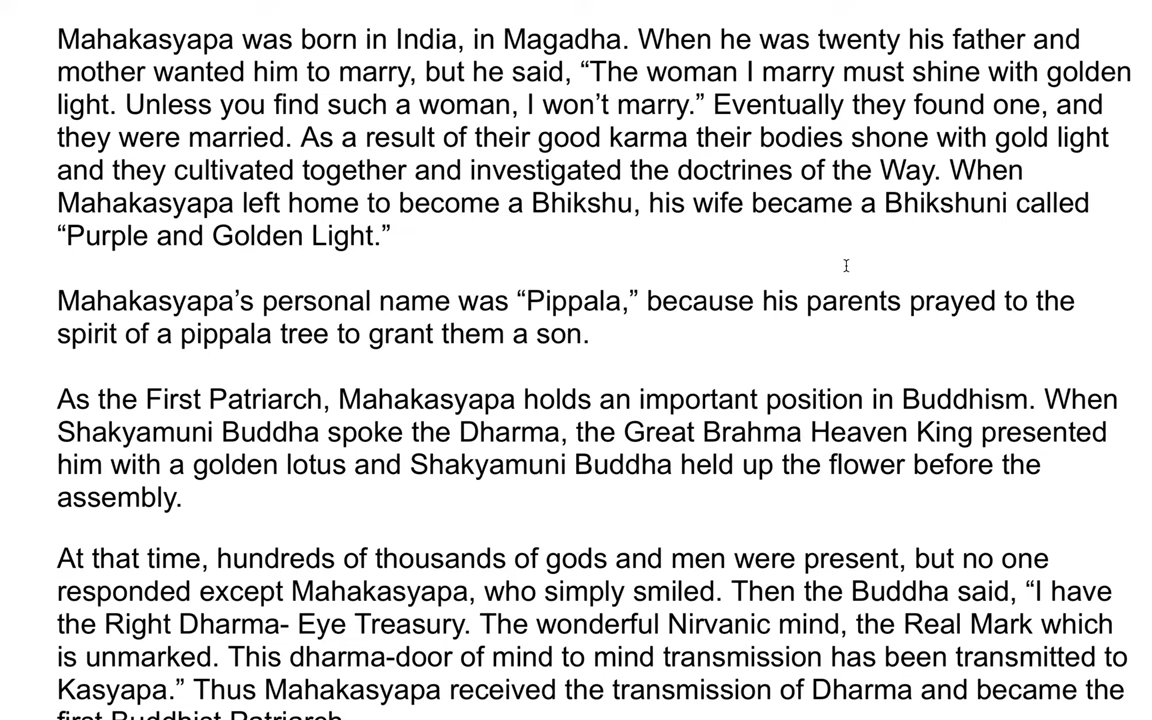 Mahakasyapa was born in India, in Magadha. When he was twenty his father and
mother wanted him to marry, but he said, “The woman I marry must shine with golden
light. Unless you find such a woman, I won’t marry.” Eventually they found one, and
they were married. As a result of their good karma their bodies shone with gold light
and they cultivated together and investigated the doctrines of the Way. When
Mahakasyapa left home to become a Bhikshu, his wife became a Bhikshuni called
“Purple and Golden Light.”
Mahakasyapa’s personal name was “Pippala,” because his parents prayed to the
spirit of a pippala tree to grant them a son.
As the First Patriarch, Mahakasyapa holds an important position in Buddhism. When
Shakyamuni Buddha spoke the Dharma, the Great Brahma Heaven King presented
him with a golden lotus and Shakyamuni Buddha held up the flower before the
assembly.
At that time, hundreds of thousands of gods and men were present, but no one
responded except Mahakasyapa, who simply smiled. Then the Buddha said, “I have
the Right Dharma- Eye Treasury. The wonderful Nirvanic mind, the Real Mark which
is unmarked. This dharma-door of mind to mind transmission has been transmitted to
Kasyapa.” Thus Mahakasyapa received the transmission of Dharma and became the
first Buddhist Patriarch.